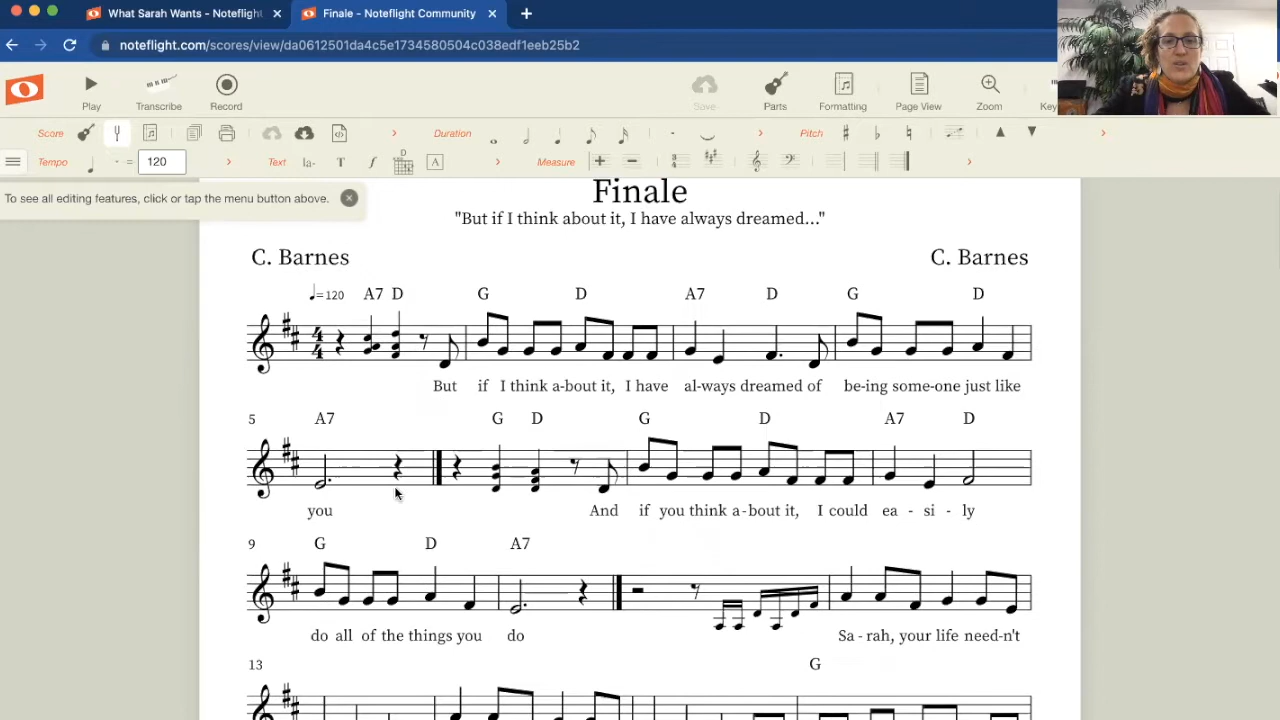 What Sarah Wants - Noteflight
Finale - Noteflight Community
noteflight.com/scores/view/da0612501da4c5e1734580504c038edf1eeb25b2
Play
Transcribe
Record
Save
Parts
Formatting
Page View
Zoom
Score
Duration
Pitch
Tempo
= 120
Text
la-
T
f
D
A
Measure
To see all editing features, click or tap the menu button above.
Finale
"But if I think about it, I have always dreamed..."
C. Barnes
C. Barnes
=120 A7 D G D A7 D G D
But if I think a-bout it, I have al-ways dreamed of be-ing some-one just like
5 A7 G D G D A7 D
you And if you think a-bout it, I could ea - si - ly
9 G D A7
do all of the things you do Sa - rah, your life need-n't
13 G